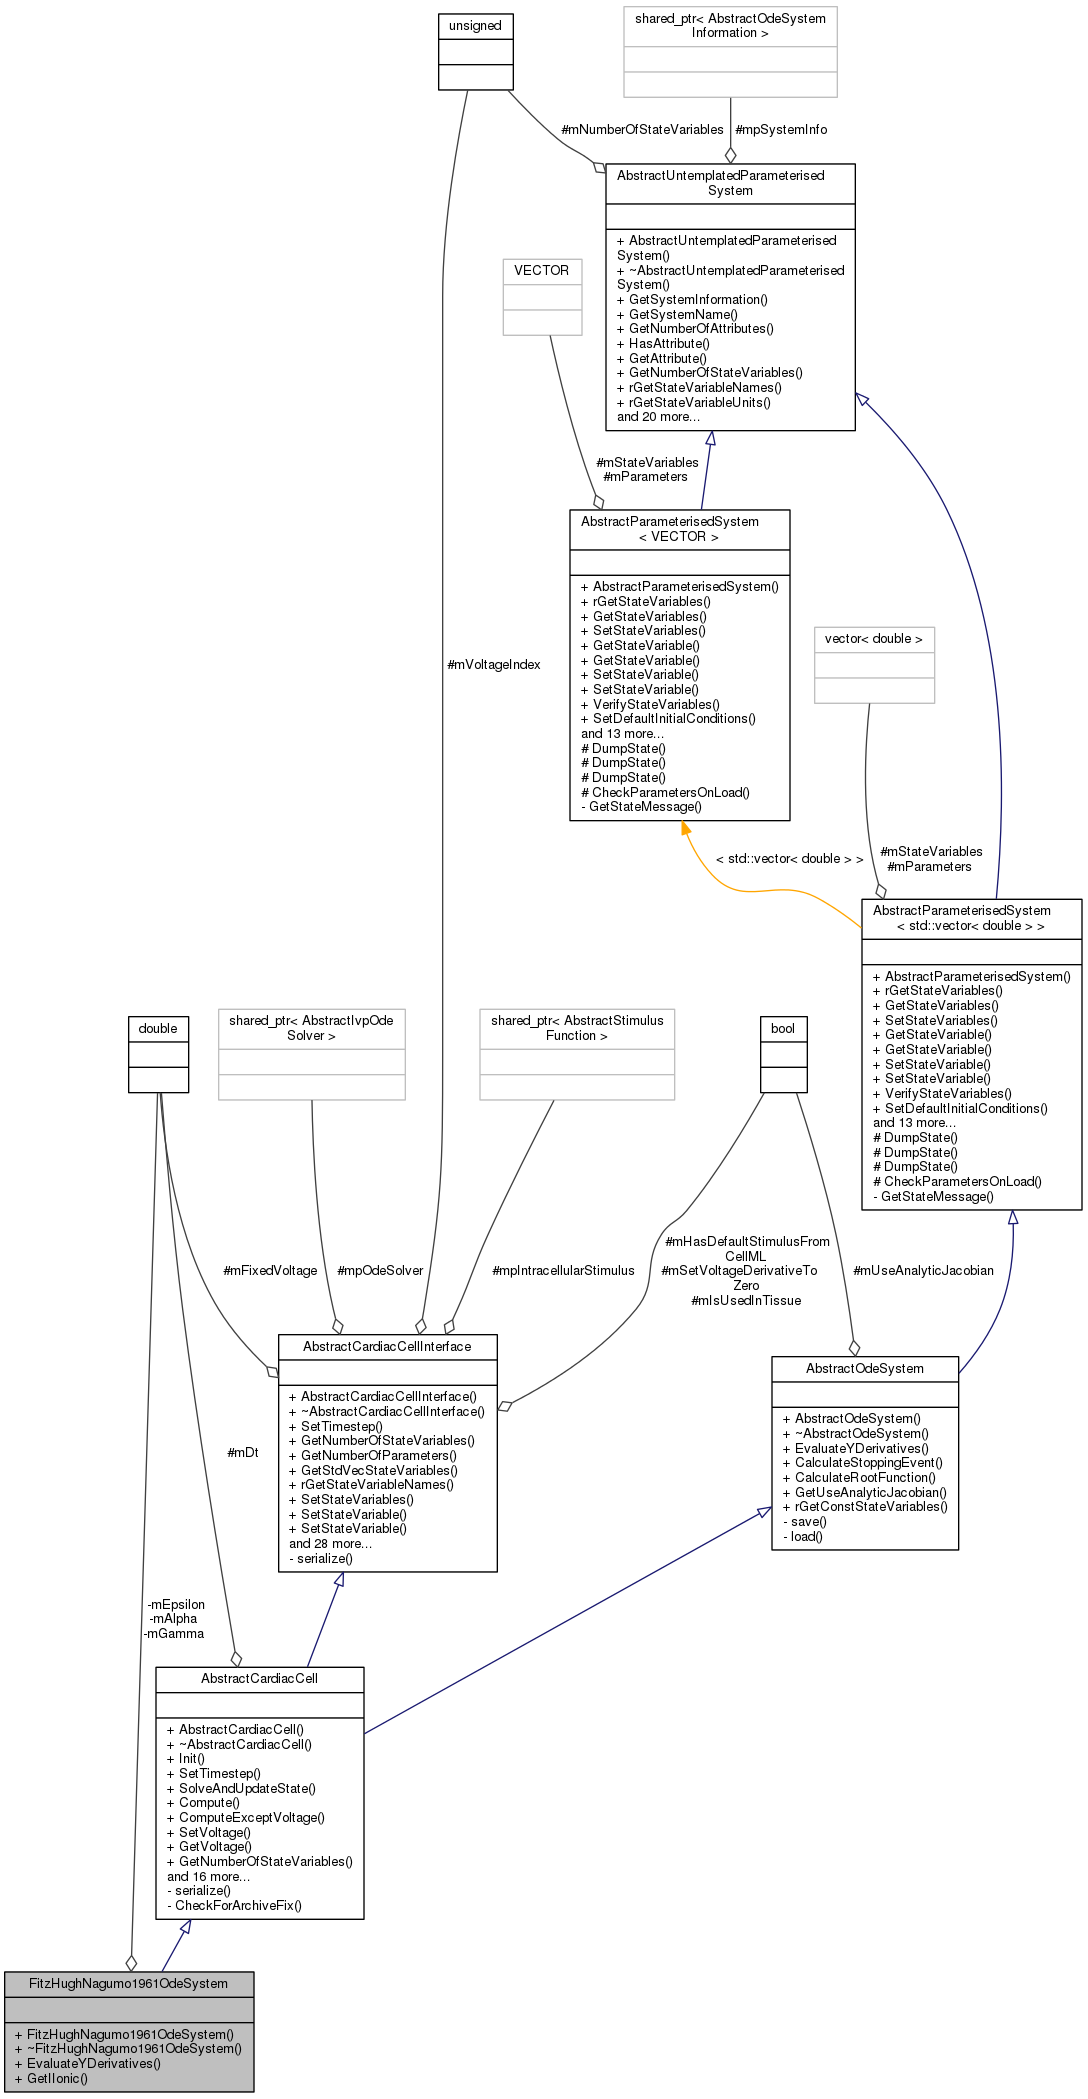 unsigned
shared_ptr< AbstractOdeSystem
Information >
#mNumberOfStateVariables
#mpSystemInfo
AbstractUntemplatedParameterised
System
+ AbstractUntemplatedParameterised
System()
+ ~AbstractUntemplatedParameterised
System()
+ GetSystemInformation()
+ GetSystemName()
+ GetNumberOfAttributes()
+ HasAttribute()
+ GetAttribute()
+ GetNumberOfStateVariables()
+ rGetStateVariableNames()
+ rGetStateVariableUnits()
and 20 more...
VECTOR
#mStateVariables
#mParameters
AbstractParameterisedSystem
< VECTOR >
+ AbstractParameterisedSystem()
+ rGetStateVariables()
+ GetStateVariables()
+ SetStateVariables()
+ GetStateVariable()
+ GetStateVariable()
+ SetStateVariable()
+ SetStateVariable()
+ VerifyStateVariables()
+ SetDefaultInitialConditions()
and 13 more...
# DumpState()
# DumpState()
# DumpState()
# CheckParametersOnLoad()
- GetStateMessage()
#mVoltageIndex
vector< double >
< std::vector< double > >
#mStateVariables
#mParameters
AbstractParameterisedSystem
< std::vector< double > >
+ AbstractParameterisedSystem()
+ rGetStateVariables()
+ GetStateVariables()
+ SetStateVariables()
+ GetStateVariable()
+ GetStateVariable()
+ SetStateVariable()
+ SetStateVariable()
+ VerifyStateVariables()
+ SetDefaultInitialConditions()
and 13 more...
# DumpState()
# DumpState()
# DumpState()
# CheckParametersOnLoad()
- GetStateMessage()
double
shared_ptr< AbstractIvpOde
Solver >
shared_ptr< AbstractStimulus
Function >
bool
#mFixedVoltage
#mpOdeSolver
#mpIntracellularStimulus
#mHasDefaultStimulusFrom
CellML
#mSetVoltageDerivativeTo
Zero
#mIsUsedInTissue
#mUseAnalyticJacobian
AbstractCardiacCellInterface
+ AbstractCardiacCellInterface()
+ ~AbstractCardiacCellInterface()
+ SetTimestep()
+ GetNumberOfStateVariables()
+ GetNumberOfParameters()
+ GetStdVecStateVariables()
+ rGetStateVariableNames()
+ SetStateVariables()
+ SetStateVariable()
+ SetStateVariable()
and 28 more...
- serialize()
AbstractOdeSystem
+ AbstractOdeSystem()
+ ~AbstractOdeSystem()
+ EvaluateYDerivatives()
+ CalculateStoppingEvent()
+ CalculateRootFunction()
+ GetUseAnalyticJacobian()
+ rGetConstStateVariables()
- save()
- load()
#mDt
-mEpsilon
-mAlpha
-mGamma
AbstractCardiacCell
+ AbstractCardiacCell()
+ ~AbstractCardiacCell()
+ Init()
+ SetTimestep()
+ SolveAndUpdateState()
+ Compute()
+ ComputeExceptVoltage()
+ SetVoltage()
+ GetVoltage()
+ GetNumberOfStateVariables()
and 16 more...
- serialize()
- CheckForArchiveFix()
FitzHughNagumo1961OdeSystem
+ FitzHughNagumo1961OdeSystem()
+ ~FitzHughNagumo1961OdeSystem()
+ EvaluateYDerivatives()
+ GetIIonic()